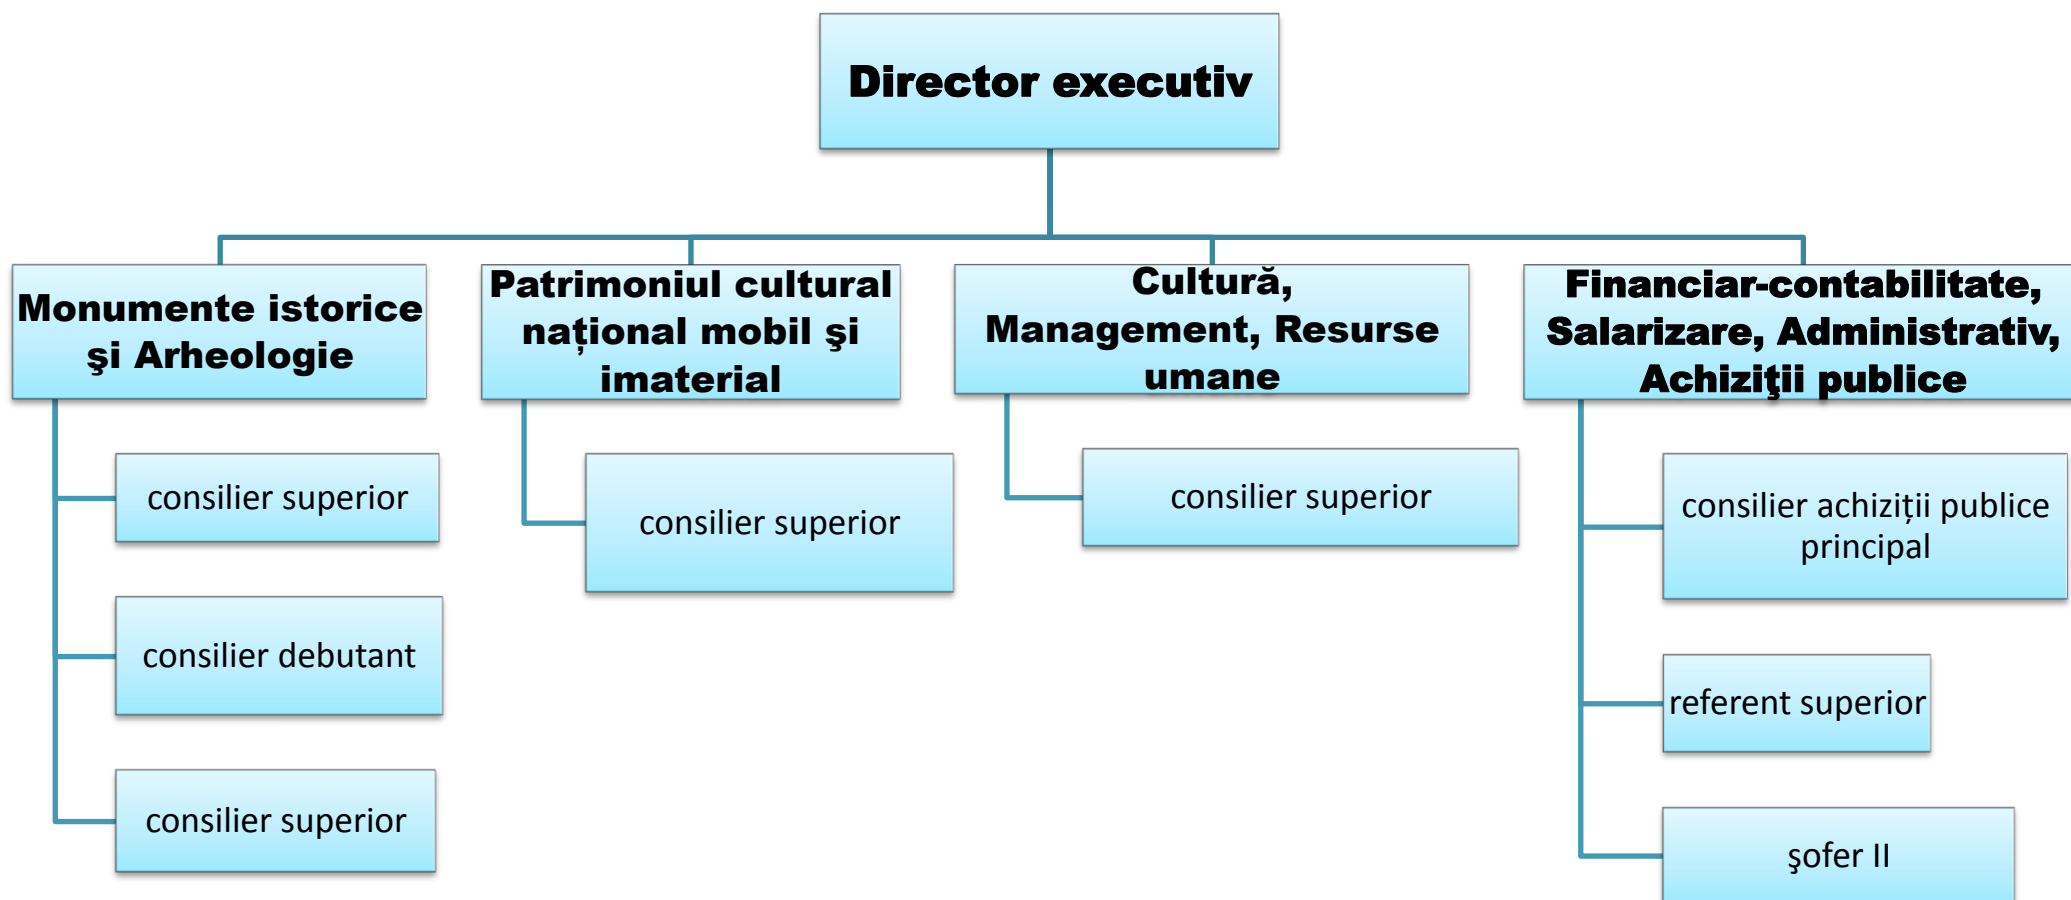 Director executiv
Monumente istorice
şi Arheologie
Patrimoniul cultural
național mobil şi
imaterial
Cultură,
Management, Resurse
umane
Financiar-contabilitate,
Salarizare, Administrativ,
Achiziţii publice
consilier superior
consilier debutant
consilier superior
consilier superior
consilier superior
consilier achiziții publice
principal
referent superior
şofer II